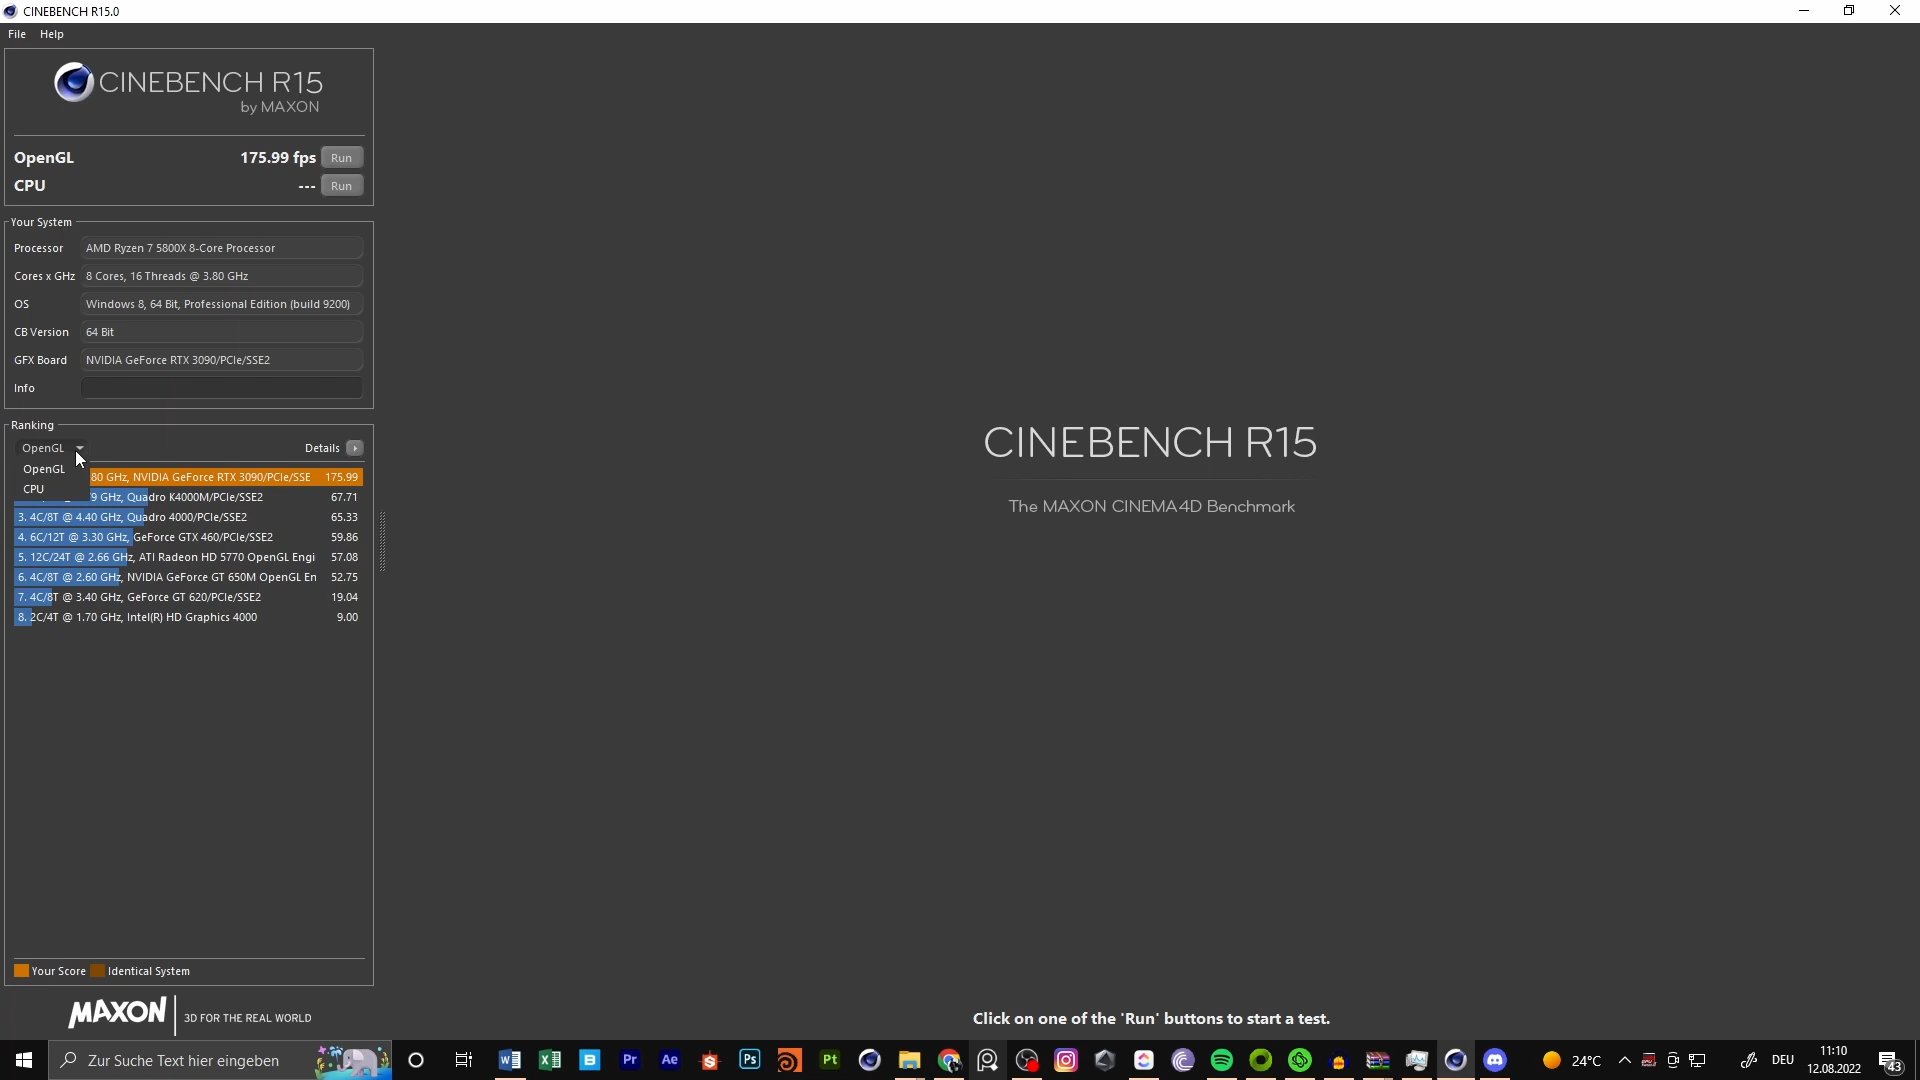 CINEBENCH R15.0
File Help
CINEBENCH R15
by MAXON
OpenGL 175.99 fps Run
CPU --- Run
Your System
Processor AMD Ryzen 7 5800X 8-Core Processor
Cores x GHz 8 Cores, 16 Threads @ 3.80 GHz
OS Windows 8, 64 Bit, Professional Edition (build 9200)
CB Version 64 Bit
GFX Board NVIDIA GeForce RTX 3090/PCIe/SSE2
Info
Ranking
OpenGL Details
OpenGL
CPU
80 GHz, NVIDIA GeForce RTX 3090/PCIe/SSE 175.99
9 GHz, Quadro K4000M/PCIe/SSE2 67.71
3. 4C/8T @ 4.40 GHz, Quadro 4000/PCIe/SSE2 65.33
4. 6C/12T @ 3.30 GHz, GeForce GTX 460/PCIe/SSE2 59.86
5. 12C/24T @ 2.66 GHz, ATI Radeon HD 5770 OpenGL Engi 57.08
6. 4C/8T @ 2.60 GHz, NVIDIA GeForce GT 650M OpenGL En 52.75
7. 4C/8T @ 3.40 GHz, GeForce GT 620/PCIe/SSE2 19.04
8. 2C/4T @ 1.70 GHz, Intel(R) HD Graphics 4000 9.00
Your Score Identical System
MAXON 3D FOR THE REAL WORLD
CINEBENCH R15
The MAXON CINEMA4D Benchmark
Click on one of the 'Run' buttons to start a test.
Zur Suche Text hier eingeben
Pr Ae Ps Pt
24°C DEU 11:10
12.08.2022
43